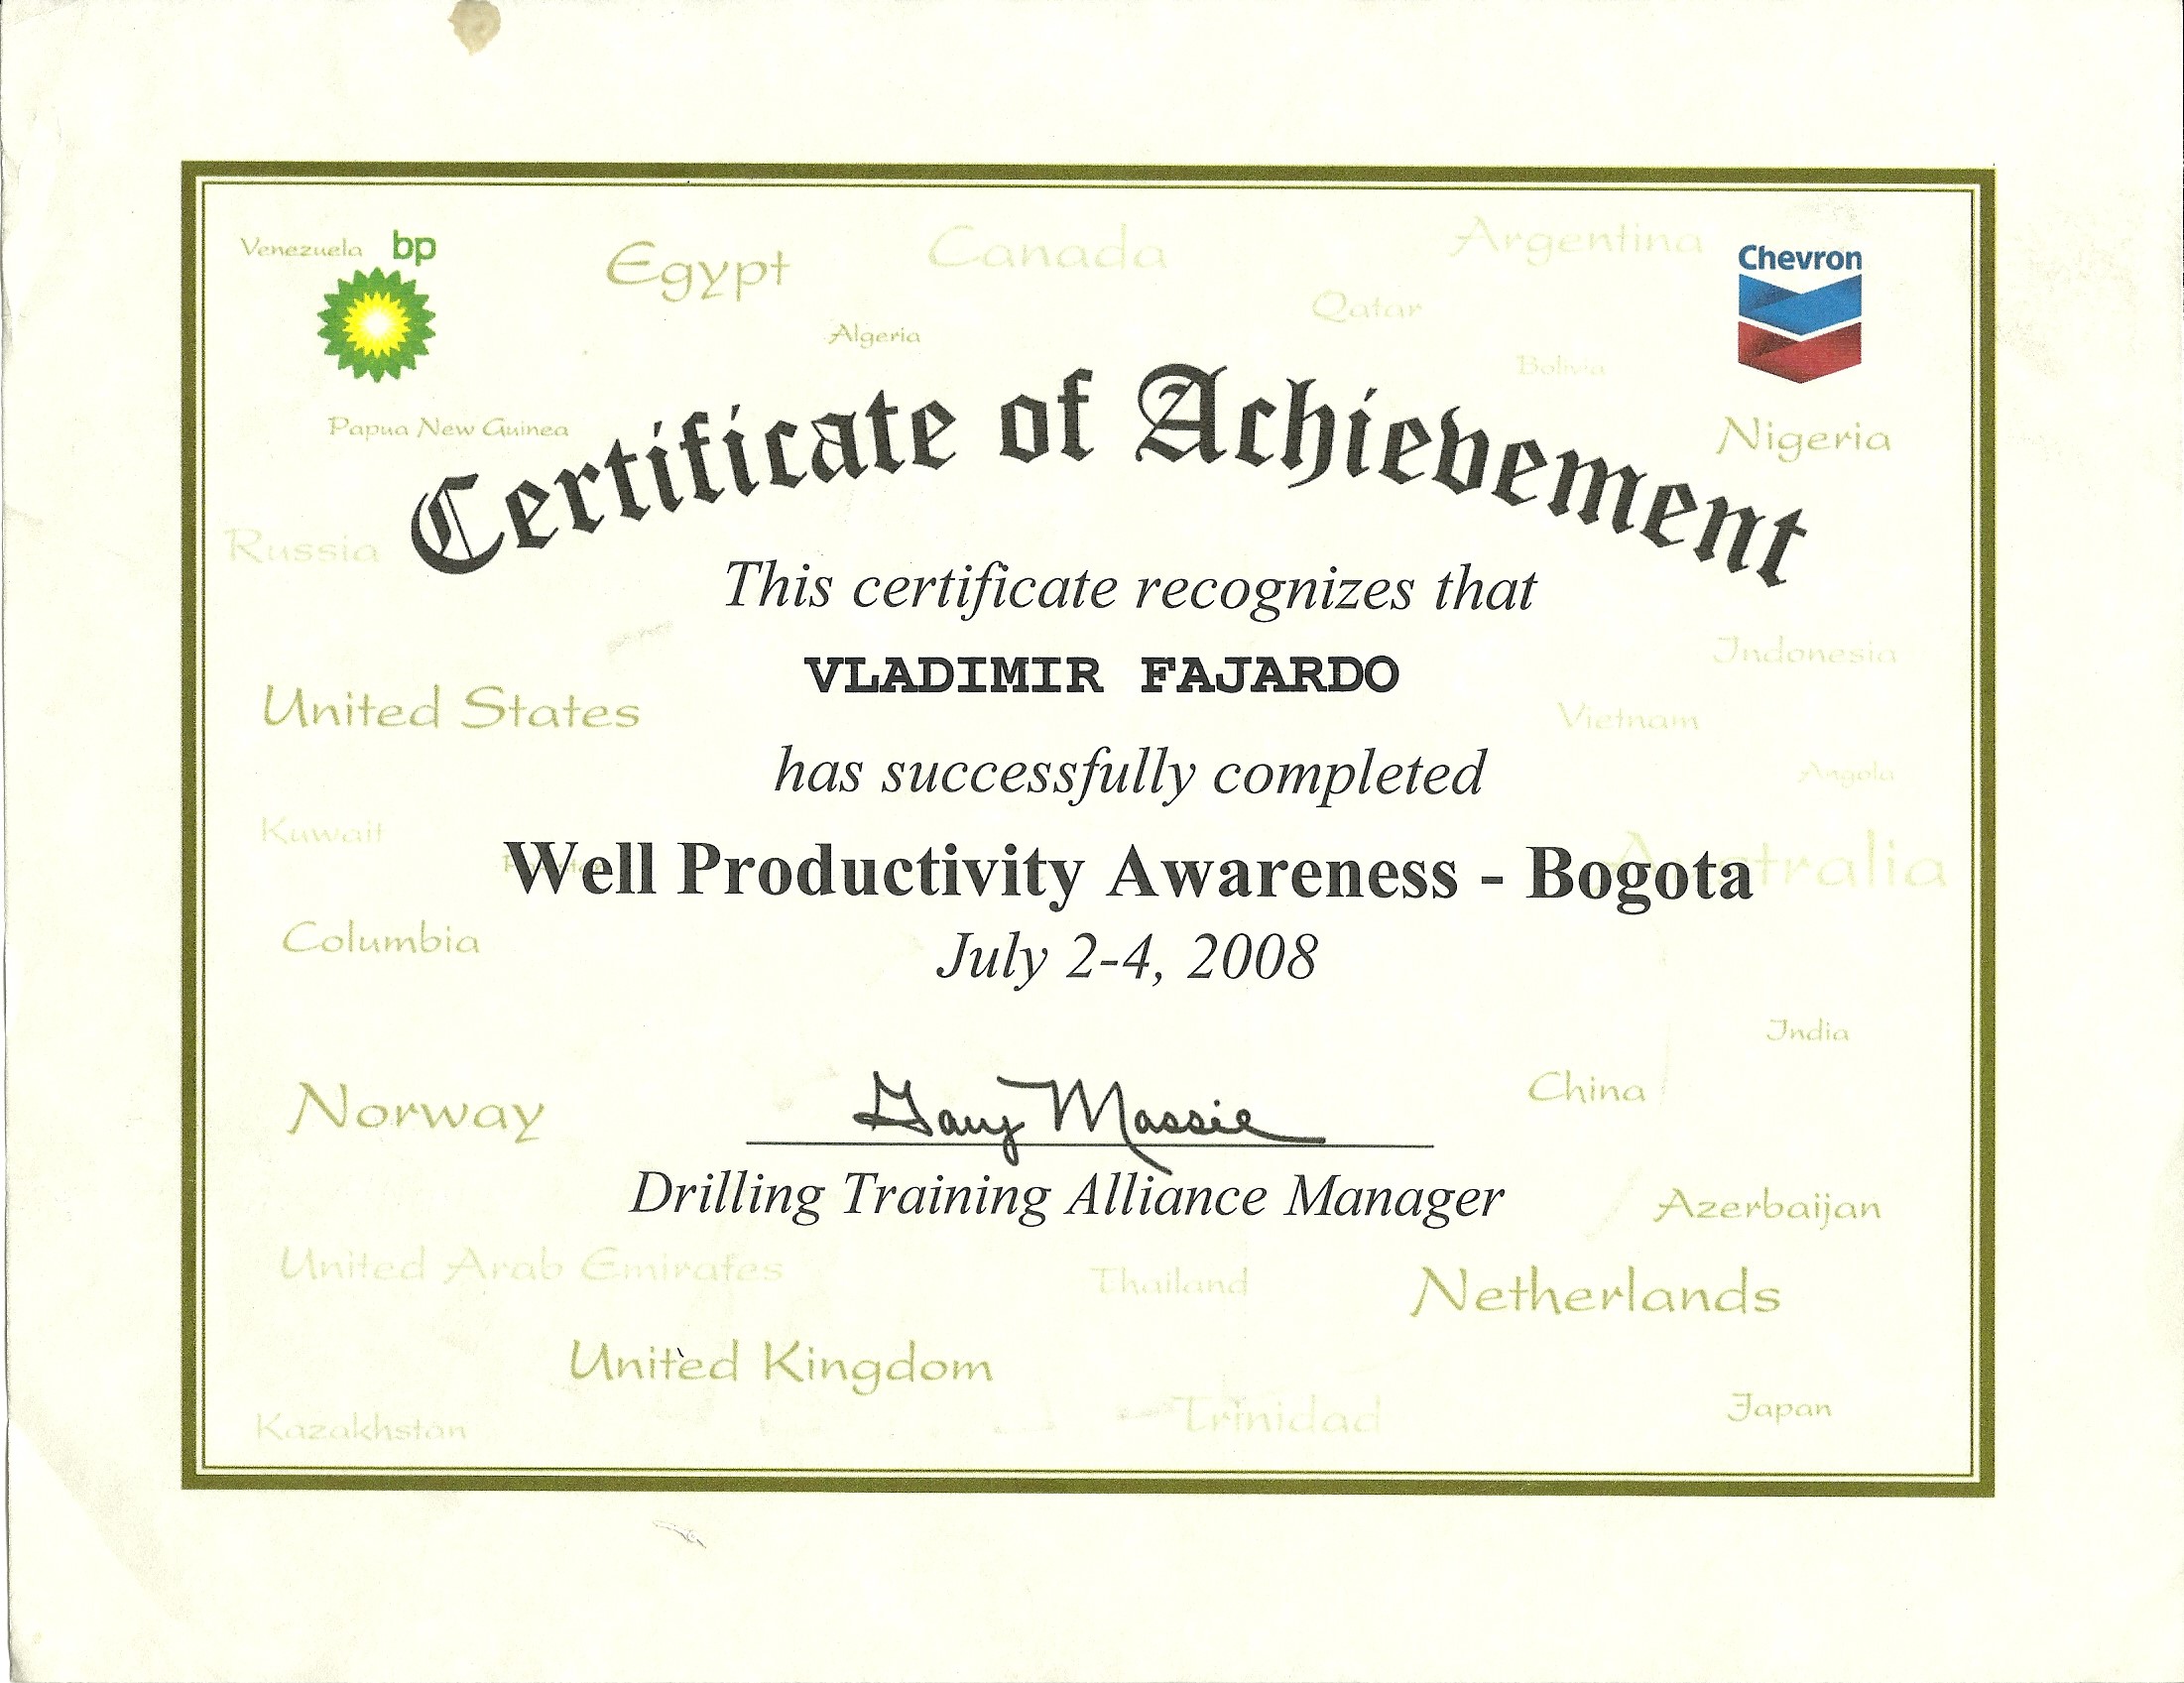 Venezuela bp Egypt Canada Argentina Chevron
Qatar
Algeria
Bolivia
Papua New Guinea
Nigeria
Certificate of Achievement
Russia
This certificate recognizes that
Indonesia
VLADIMIR FAJARDO
United States
Vietnam
has successfully completed
Angola
Kuwait
Australia
Well Productivity Awareness - Bogota
Columbia
July 2-4, 2008
India
China
Norway
Gary Massie
Drilling Training Alliance Manager
Azerbaijan
United Arab Emirates
Thailand
Netherlands
United Kingdom
Japan
Trinidad
Kazakhstan